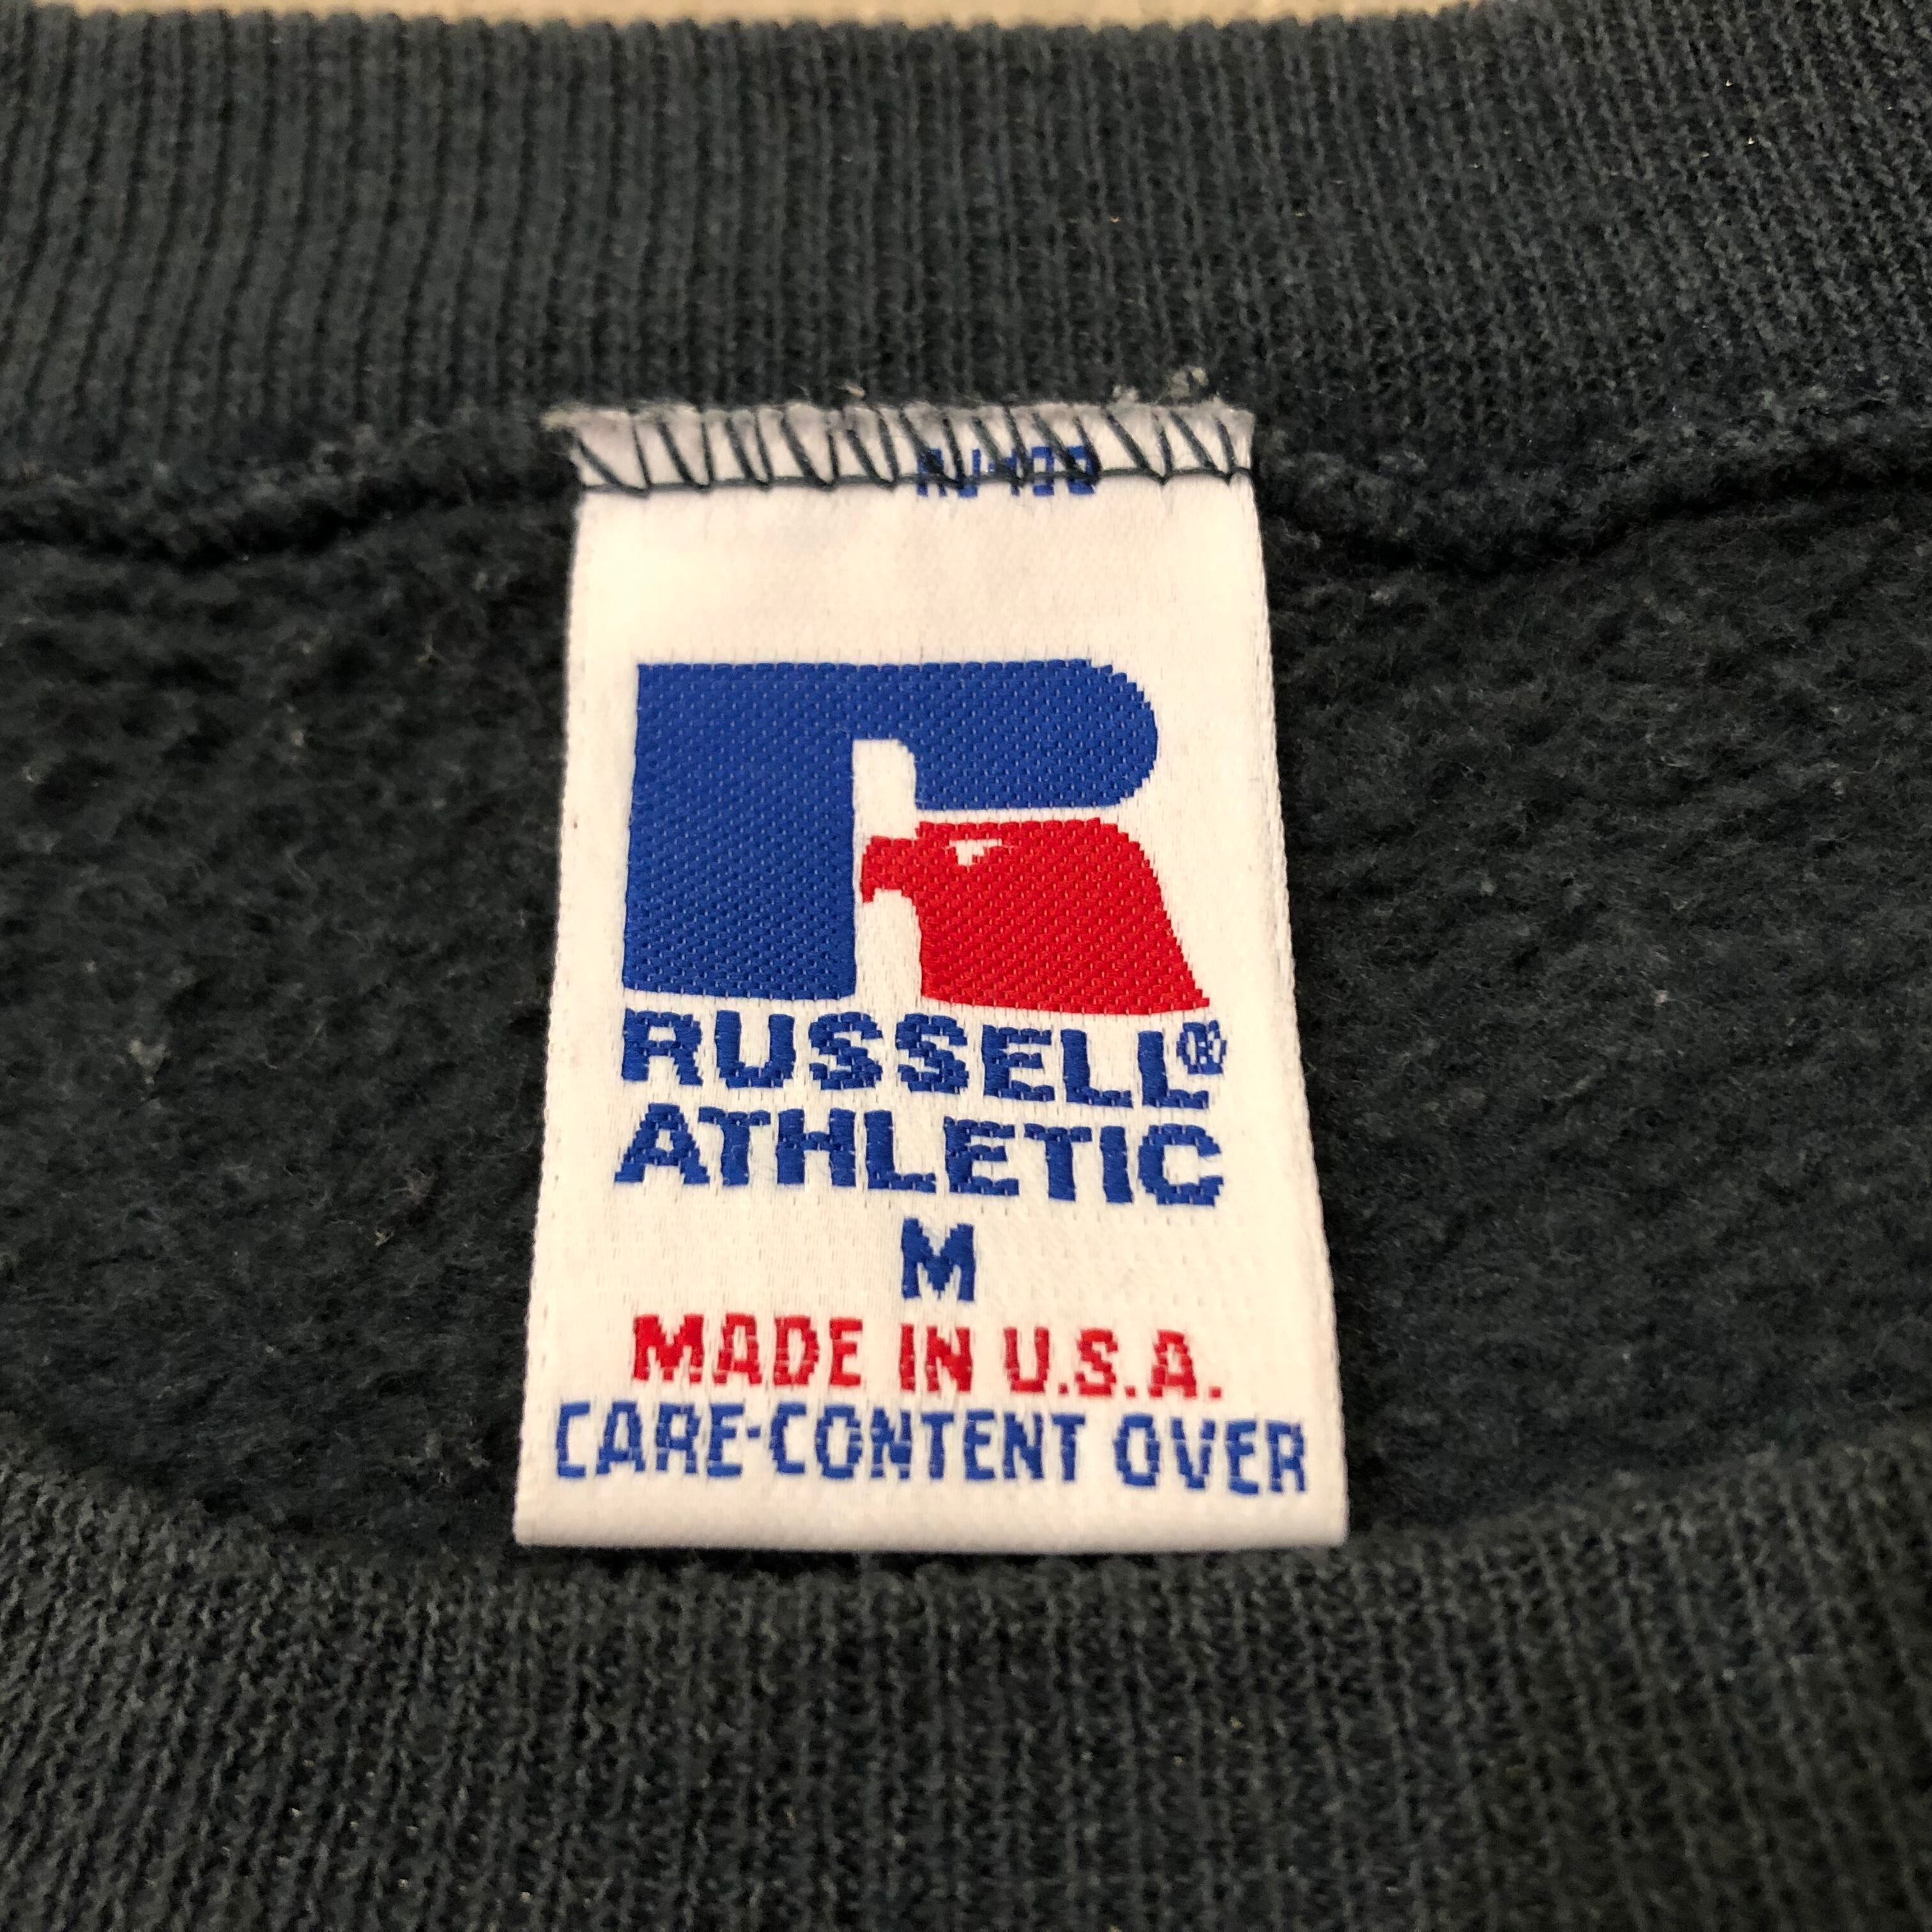 RUSSELL®
ATHLETIC
M
MADE IN U.S.A.
CARE-CONTENT OVER